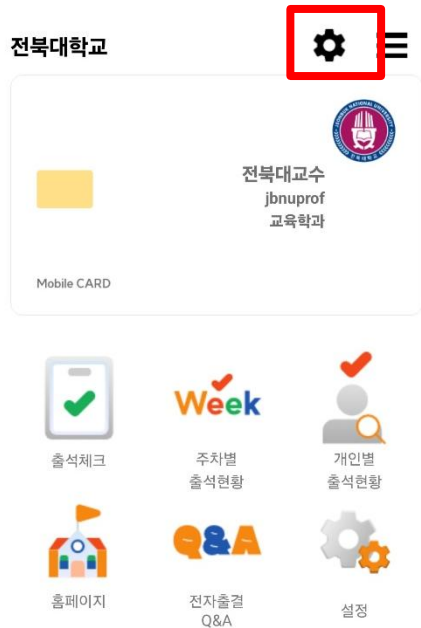 전북대학교
전북대교수
jbnuprof
교육학과
Mobile CARD
Week
출석체크
주차별
출석현황
개인별
출석현황
Q&A
홈페이지
전자출결
Q&A
설정